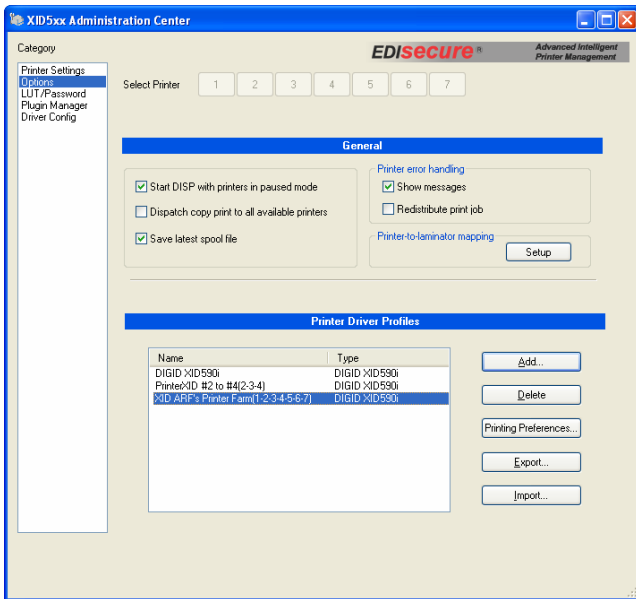 XID5xx Administration Center
Category
Printer Settings
Options
LUT/Password
Plugin Manager
Driver Config
EDIsecure ®
Advanced Intelligent
Printer Management
Select Printer 1 2 3 4 5 6 7
General
Start DISP with printers in paused mode
Dispatch copy print to all available printers
Save latest spool file
Printer error handling
Show messages
Redistribute print job
Printer-to-laminator mapping
Setup
Printer Driver Profiles
Name Type
DIGID XID590i DIGID XID590i
PrinterXID #2 to #4(2-3-4) DIGID XID590i
XID ARF's Printer Farm(1-2-3-4-5-6-7) DIGID XID590i
Add...
Delete
Printing Preferences...
Export...
Import...